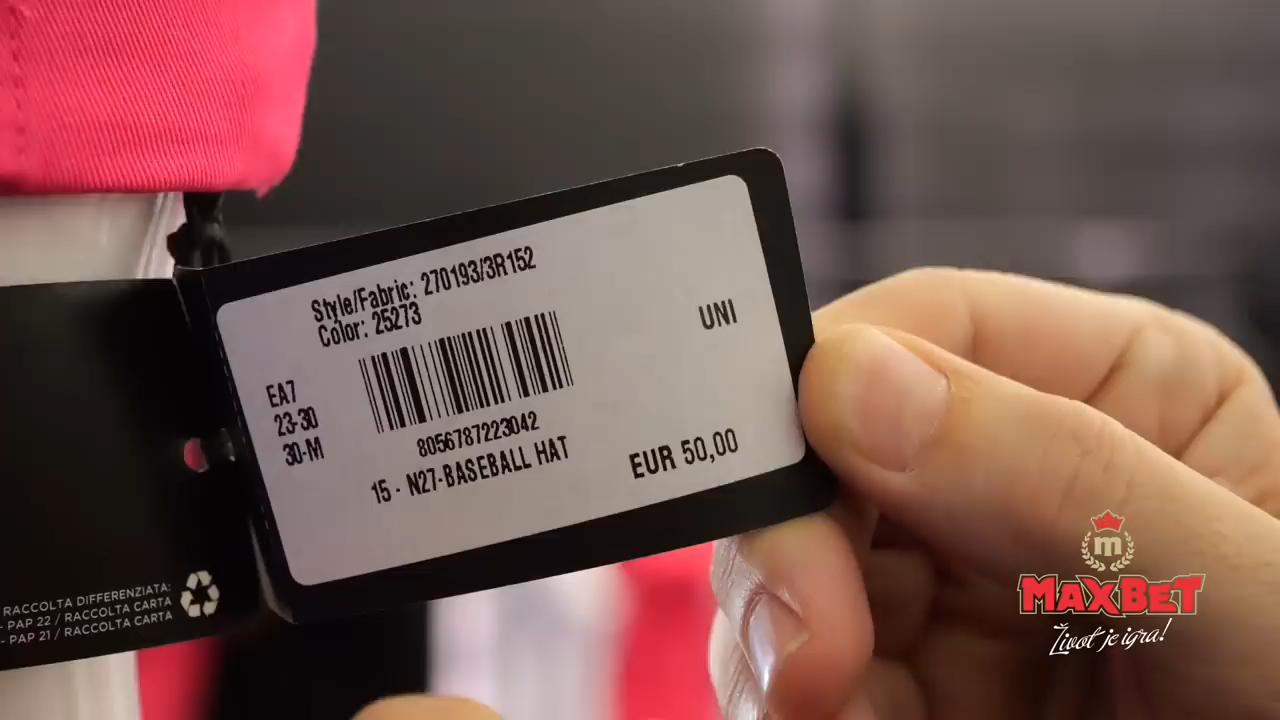 Style/Fabric: 270193/3R152
Color: 25273
UNI
EA7
23-30
30-M
8056787223042
15 - N27-BASEBALL HAT
EUR 50,00
RACCOLTA DIFFERENZIATA:
- PAP 22 / RACCOLTA CARTA
- PAP 21 / RACCOLTA CARTA
m
MAXBET
Život je igra!